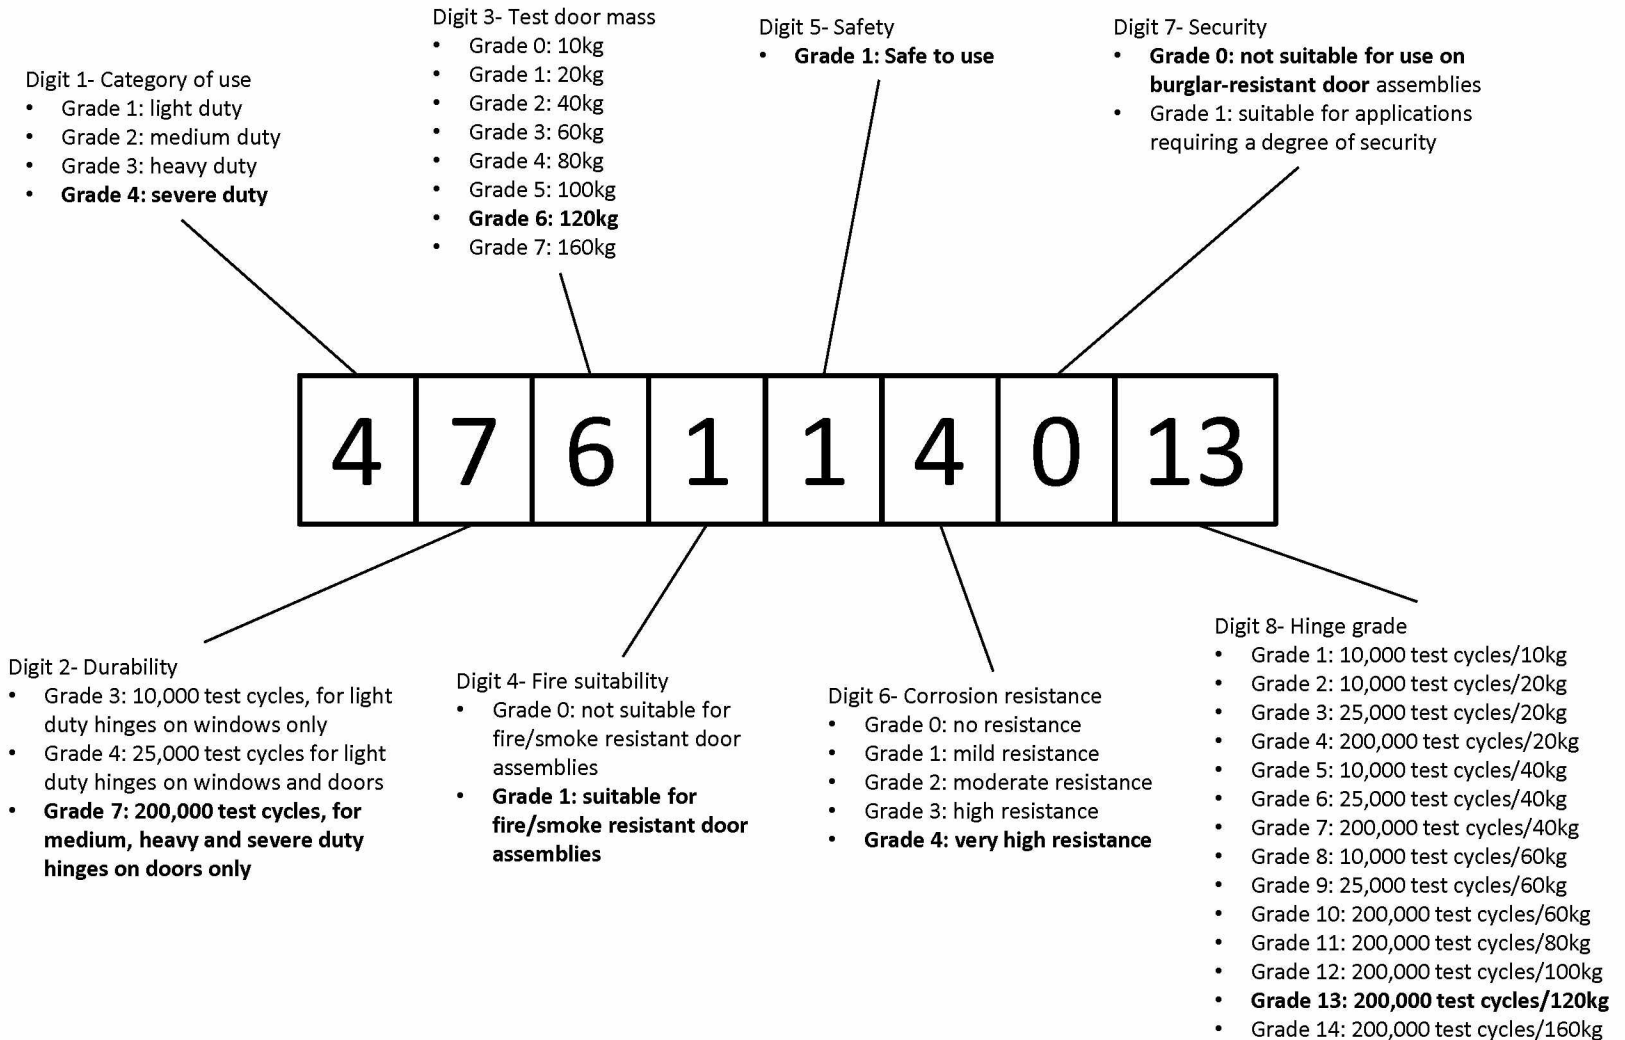 Digit 1- Category of use
• Grade 1: light duty
• Grade 2: medium duty
• Grade 3: heavy duty
• Grade 4: severe duty
Digit 3- Test door mass
• Grade 0: 10kg
• Grade 1: 20kg
• Grade 2: 40kg
• Grade 3: 60kg
• Grade 4: 80kg
• Grade 5: 100kg
• Grade 6: 120kg
• Grade 7: 160kg
Digit 5- Safety
• Grade 1: Safe to use
Digit 7- Security
• Grade 0: not suitable for use on
burglar-resistant door assemblies
• Grade 1: suitable for applications
requiring a degree of security
4 7 6 1 1 4 0 13
Digit 2- Durability
• Grade 3: 10,000 test cycles, for light
duty hinges on windows only
• Grade 4: 25,000 test cycles for light
duty hinges on windows and doors
• Grade 7: 200,000 test cycles, for
medium, heavy and severe duty
hinges on doors only
Digit 4- Fire suitability
• Grade 0: not suitable for
fire/smoke resistant door
assemblies
• Grade 1: suitable for
fire/smoke resistant door
assemblies
Digit 6- Corrosion resistance
• Grade 0: no resistance
• Grade 1: mild resistance
• Grade 2: moderate resistance
• Grade 3: high resistance
• Grade 4: very high resistance
Digit 8- Hinge grade
• Grade 1: 10,000 test cycles/10kg
• Grade 2: 10,000 test cycles/20kg
• Grade 3: 25,000 test cycles/20kg
• Grade 4: 200,000 test cycles/20kg
• Grade 5: 10,000 test cycles/40kg
• Grade 6: 25,000 test cycles/40kg
• Grade 7: 200,000 test cycles/40kg
• Grade 8: 10,000 test cycles/60kg
• Grade 9: 25,000 test cycles/60kg
• Grade 10: 200,000 test cycles/60kg
• Grade 11: 200,000 test cycles/80kg
• Grade 12: 200,000 test cycles/100kg
• Grade 13: 200,000 test cycles/120kg
• Grade 14: 200,000 test cycles/160kg